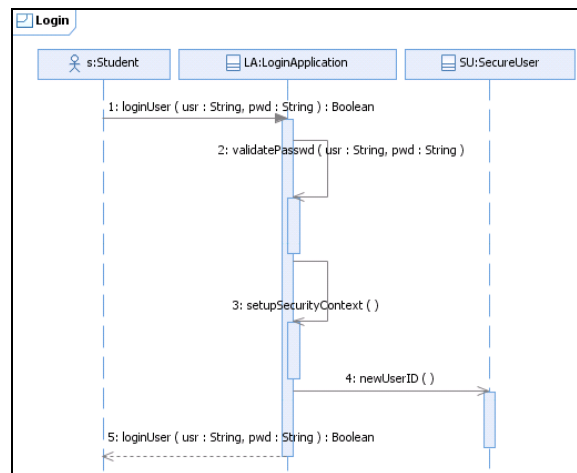 Login
s:Student
LA:LoginApplication
SU:SecureUser
1: loginUser ( usr : String, pwd : String ) : Boolean
2: validatePasswd ( usr : String, pwd : String )
3: setupSecurityContext ( )
4: newUserID ( )
5: loginUser ( usr : String, pwd : String ) : Boolean